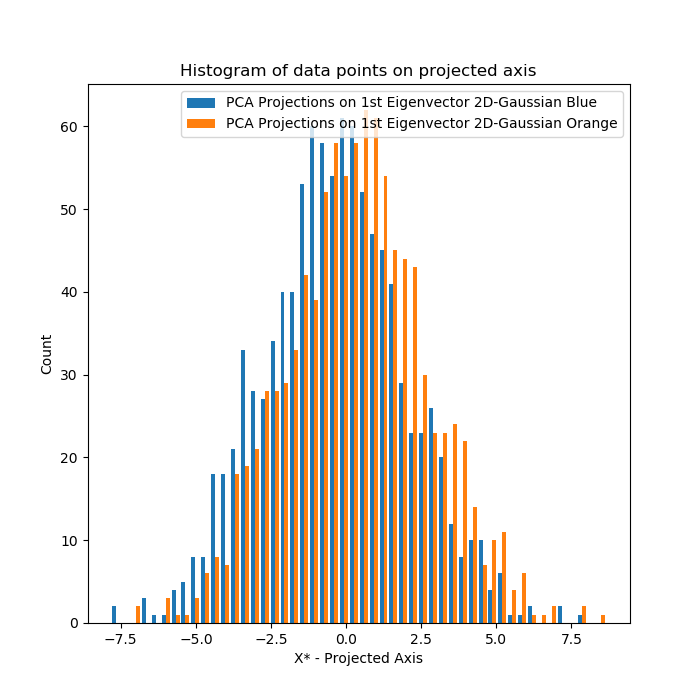 Histogram of data points on projected axis
PCA Projections on 1st Eigenvector 2D-Gaussian Blue
PCA Projections on 1st Eigenvector 2D-Gaussian Orange
60
50
40
30
20
10
0
Count
−7.5 −5.0 −2.5 0.0 2.5 5.0 7.5
X* - Projected Axis